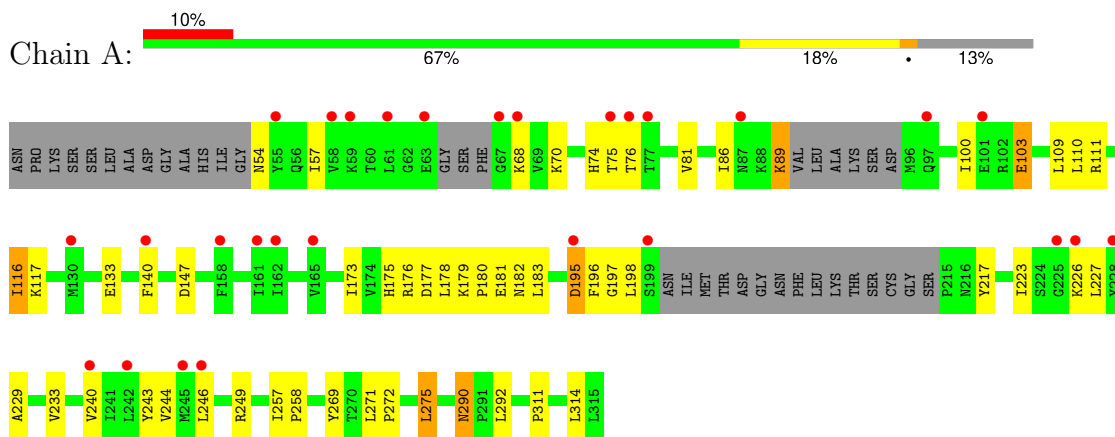 10%
Chain A:
67% 18% • 13%
ASN PRO LYS SER SER LEU ALA ASP GLY ALA HIS ILE GLY N54 Y55 Q56 I57 V58 K59 T60 L61 G62 E63 GLY SER PHE G67 K68 V69 K70 H74 T75 T76 T77 V81 I86 N87 K88 K89 VAL LEU ALA LYS SER ASP M96 Q97 I100 E101 R102 E103 L109 L110 R111
I116 K117 M130 E133 F140 D147 F158 I161 I162 V165 I173 V174 H175 R176 D177 L178 K179 P180 E181 N182 L183 D195 F196 G197 L198 S199 ASN ILE MET THR ASP GLY ASN PHE LEU LYS THR SER CYS GLY SER P215 N216 Y217 I223 S224 G225 K226 L227 Y228
A229 V233 V240 I241 L242 Y243 V244 M245 L246 R249 I257 P258 Y269 T270 L271 P272 L275 N290 P291 L292 P311 L314 L315